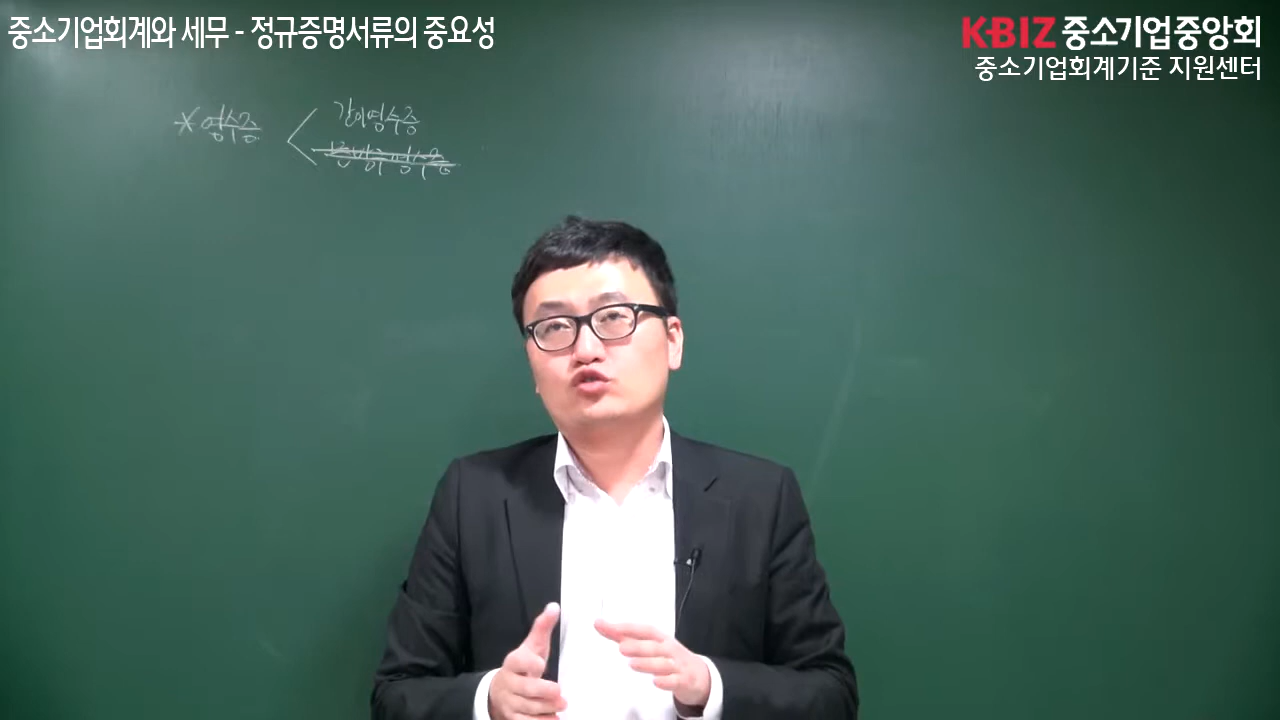 중소기업회계와 세무 - 정규증명서류의 중요성
K·BIZ 중소기업중앙회
중소기업회계기준 지원센터
* 영수증
간이영수증